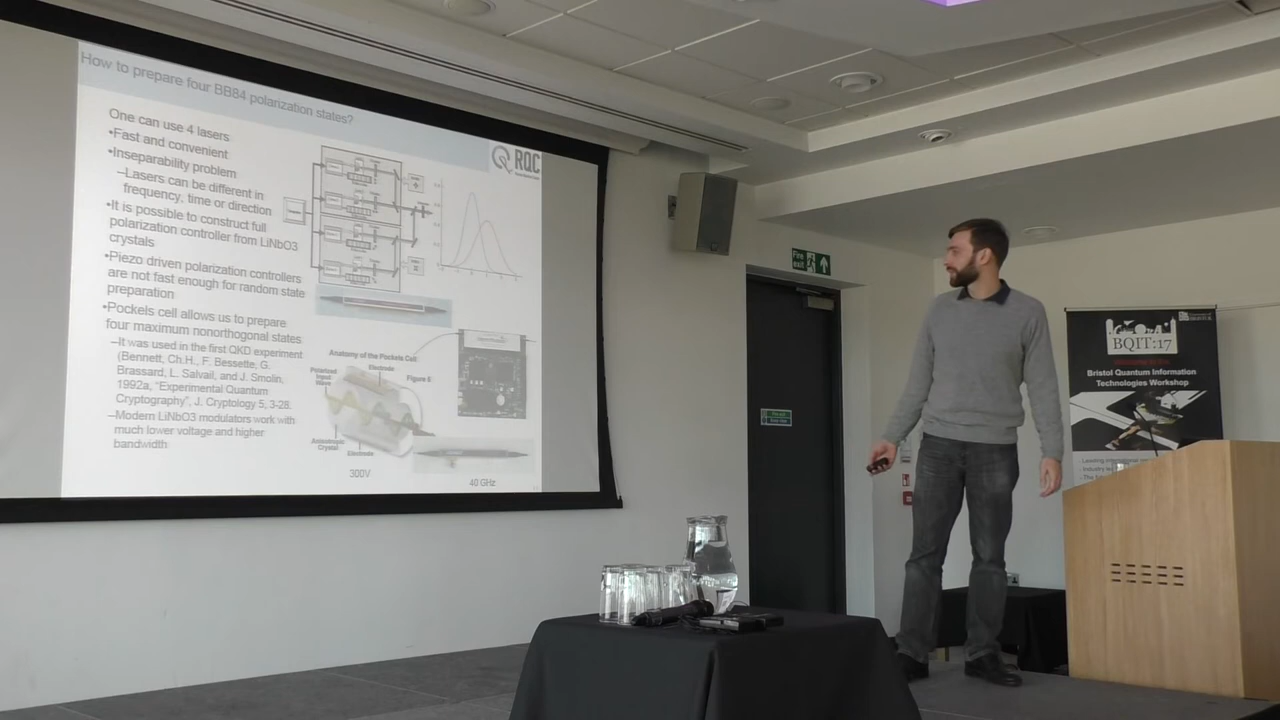 How to prepare four BB84 polarization states?
One can use 4 lasers
•Fast and convenient
•Inseparability problem
–Lasers can be different in
frequency, time or direction
•It is possible to construct full
polarization controller from LiNbO3
crystals
•Piezo driven polarization controllers
are not fast enough for random state
preparation
•Pockels cell allows us to prepare
four maximum nonorthogonal states
–It was used in the first QKD experiment
(Bennett, Ch.H., F. Bessette, G.
Brassard, L. Salvail, and J. Smolin,
1992a, "Experimental Quantum
Cryptography", J. Cryptology 5, 3-28.
–Modern LiNbO3 modulators work with
much lower voltage and higher
bandwidth
RQC
Anatomy of the Pockels Cell
Polarized
Input
Wave
Electrode
Figure 6
Anisotropic
Crystal
Electrode
300V
40 GHz
Fire
exit
BQIT:17
Bristol Quantum Information
Technologies Workshop